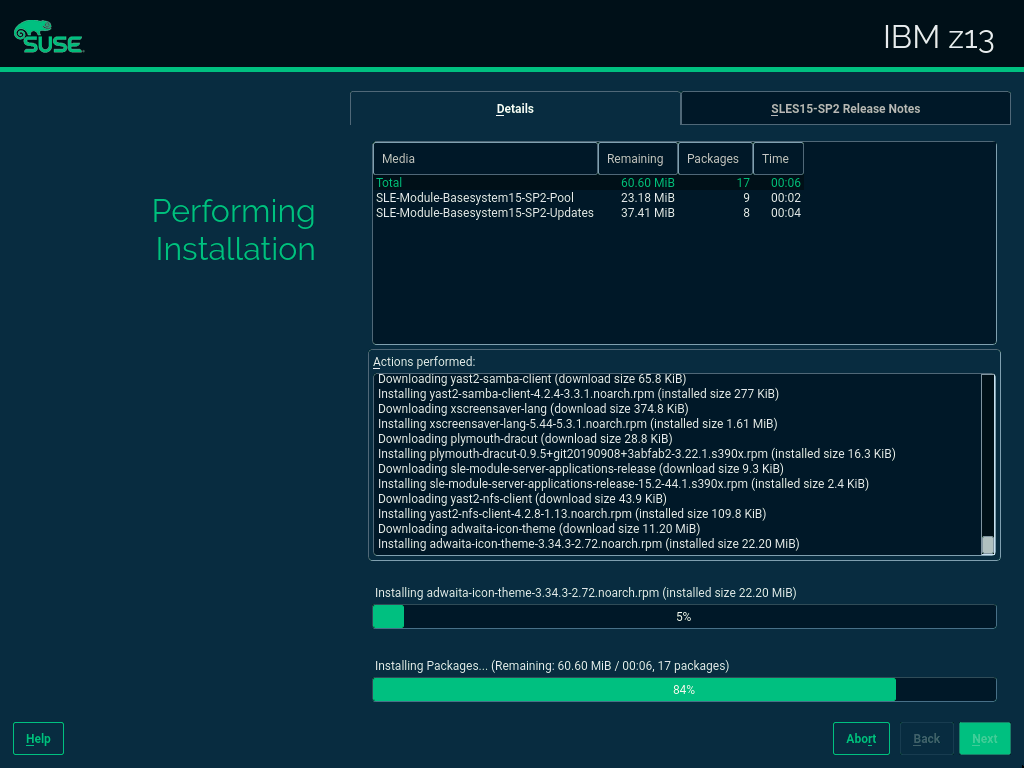 SUSE
IBM z13
Details
SLES15-SP2 Release Notes
Performing
Installation
Media Remaining Packages Time
Total 60.60 MiB 17 00:06
SLE-Module-Basesystem15-SP2-Pool 23.18 MiB 9 00:02
SLE-Module-Basesystem15-SP2-Updates 37.41 MiB 8 00:04
Actions performed:
Downloading yast2-samba-client (download size 65.8 KiB)
Installing yast2-samba-client-4.2.4-3.3.1.noarch.rpm (installed size 277 KiB)
Downloading xscreensaver-lang (download size 374.8 KiB)
Installing xscreensaver-lang-5.44-5.3.1.noarch.rpm (installed size 1.61 MiB)
Downloading plymouth-dracut (download size 28.8 KiB)
Installing plymouth-dracut-0.9.5+git20190908+3abfab2-3.22.1.s390x.rpm (installed size 16.3 KiB)
Downloading sle-module-server-applications-release (download size 9.3 KiB)
Installing sle-module-server-applications-release-15.2-44.1.s390x.rpm (installed size 2.4 KiB)
Downloading yast2-nfs-client (download size 43.9 KiB)
Installing yast2-nfs-client-4.2.8-1.13.noarch.rpm (installed size 109.8 KiB)
Downloading adwaita-icon-theme (download size 11.20 MiB)
Installing adwaita-icon-theme-3.34.3-2.72.noarch.rpm (installed size 22.20 MiB)
Installing adwaita-icon-theme-3.34.3-2.72.noarch.rpm (installed size 22.20 MiB)
5%
Installing Packages... (Remaining: 60.60 MiB / 00:06, 17 packages)
84%
Help
Abort
Back
Next